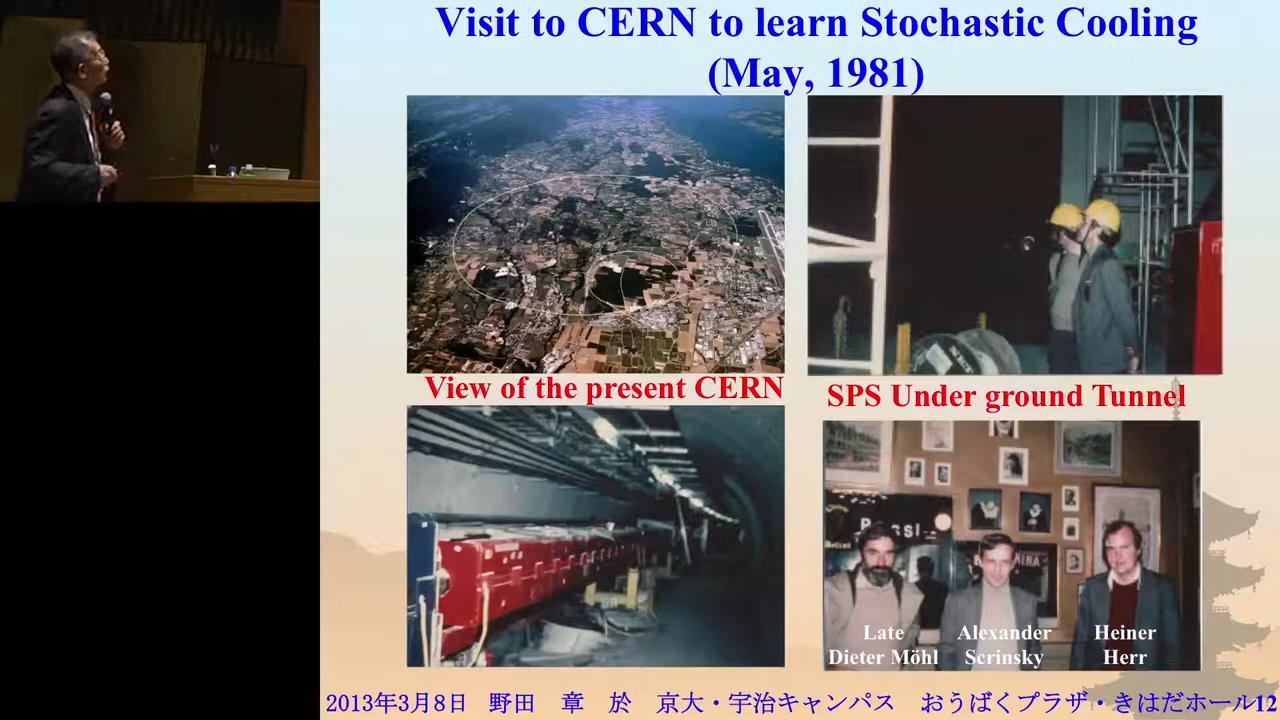 Visit to CERN to learn Stochastic Cooling
(May, 1981)
View of the present CERN
SPS Under ground Tunnel
Late
Dieter Möhl
Alexander
Scrinsky
Heiner
Herr
2013年3月8日 野田 章 於 京大・宇治キャンパス おうばくプラザ・きはだホール12